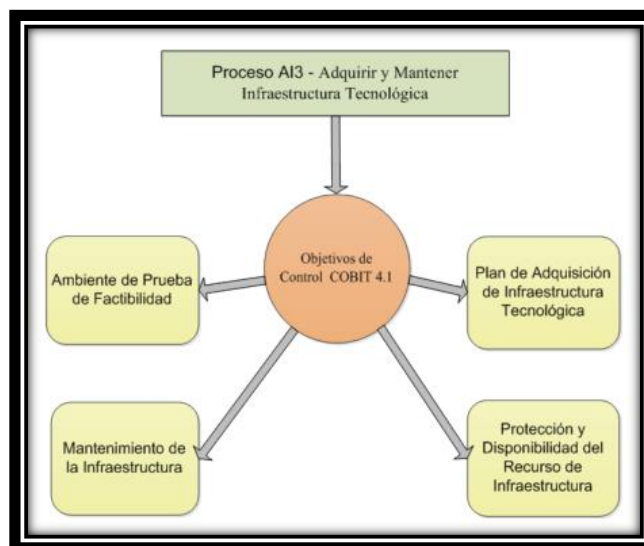 Proceso AI3 - Adquirir y Mantener
Infraestructura Tecnológica
Objetivos de
Control COBIT 4.1
Ambiente de Prueba
de Factibilidad
Plan de Adquisición
de Infraestructura
Tecnológica
Mantenimiento de
la Infraestructura
Protección y
Disponibilidad del
Recurso de
Infraestructura